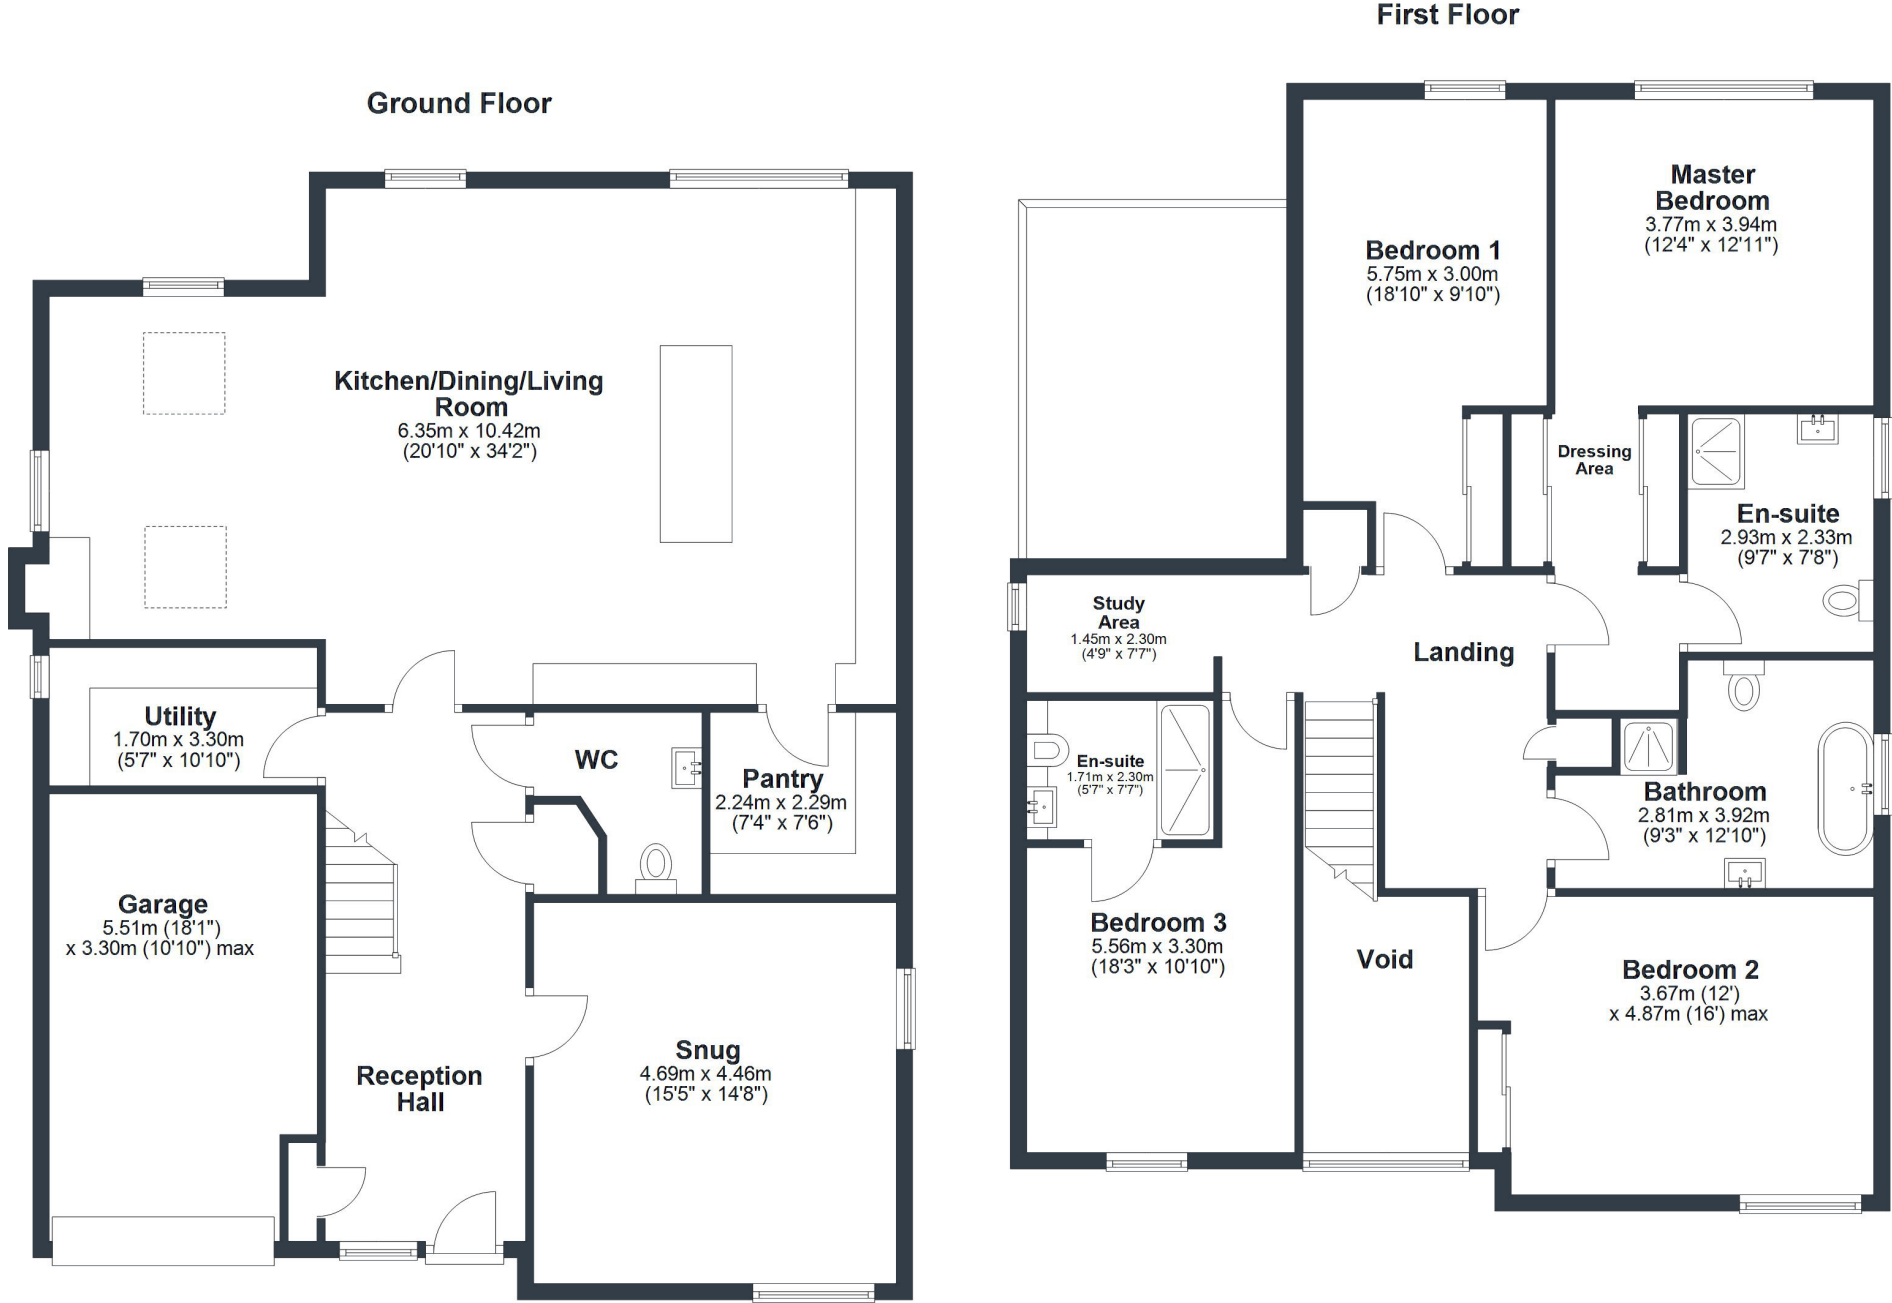 Ground Floor
Kitchen/Dining/Living
Room
6.35m x 10.42m
(20'10" x 34'2")
Utility
1.70m x 3.30m
(5'7" x 10'10")
WC
Pantry
2.24m x 2.29m
(7'4" x 7'6")
Garage
5.51m (18'1")
x 3.30m (10'10") max
Reception
Hall
Snug
4.69m x 4.46m
(15'5" x 14'8")
First Floor
Bedroom 1
5.75m x 3.00m
(18'10" x 9'10")
Master
Bedroom
3.77m x 3.94m
(12'4" x 12'11")
Dressing
Area
En-suite
2.93m x 2.33m
(9'7" x 7'8")
Study
Area
1.45m x 2.30m
(4'9" x 7'7")
Landing
En-suite
1.71m x 2.30m
(5'7" x 7'7")
Bathroom
2.81m x 3.92m
(9'3" x 12'10")
Bedroom 3
5.56m x 3.30m
(18'3" x 10'10")
Void
Bedroom 2
3.67m (12')
x 4.87m (16') max